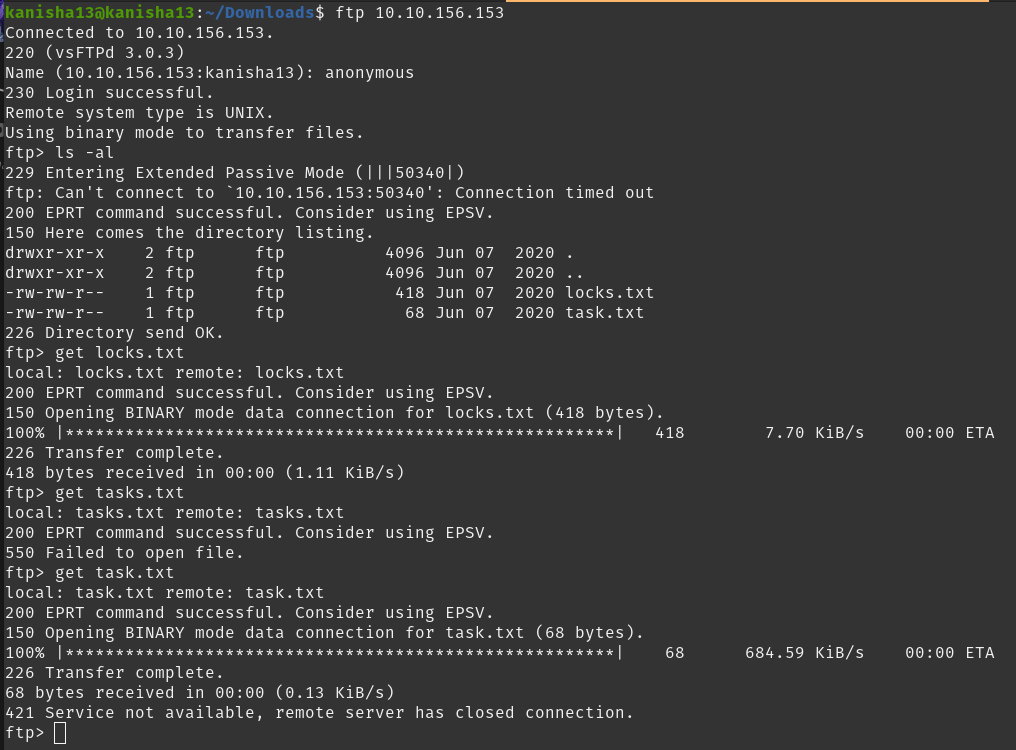 kanisha13@kanisha13:~/Downloads$ ftp 10.10.156.153
Connected to 10.10.156.153.
220 (vsFTPd 3.0.3)
Name (10.10.156.153:kanisha13): anonymous
230 Login successful.
Remote system type is UNIX.
Using binary mode to transfer files.
ftp> ls -al
229 Entering Extended Passive Mode (|||50340|)
ftp: Can't connect to `10.10.156.153:50340': Connection timed out
200 EPRT command successful. Consider using EPSV.
150 Here comes the directory listing.
drwxr-xr-x    2 ftp      ftp          4096 Jun 07  2020 .
drwxr-xr-x    2 ftp      ftp          4096 Jun 07  2020 ..
-rw-rw-r--    1 ftp      ftp           418 Jun 07  2020 locks.txt
-rw-rw-r--    1 ftp      ftp            68 Jun 07  2020 task.txt
226 Directory send OK.
ftp> get locks.txt
local: locks.txt remote: locks.txt
200 EPRT command successful. Consider using EPSV.
150 Opening BINARY mode data connection for locks.txt (418 bytes).
100% |*******************************************************|   418        7.70 KiB/s    00:00 ETA
226 Transfer complete.
418 bytes received in 00:00 (1.11 KiB/s)
ftp> get tasks.txt
local: tasks.txt remote: tasks.txt
200 EPRT command successful. Consider using EPSV.
550 Failed to open file.
ftp> get task.txt
local: task.txt remote: task.txt
200 EPRT command successful. Consider using EPSV.
150 Opening BINARY mode data connection for task.txt (68 bytes).
100% |*******************************************************|    68      684.59 KiB/s    00:00 ETA
226 Transfer complete.
68 bytes received in 00:00 (0.13 KiB/s)
421 Service not available, remote server has closed connection.
ftp>